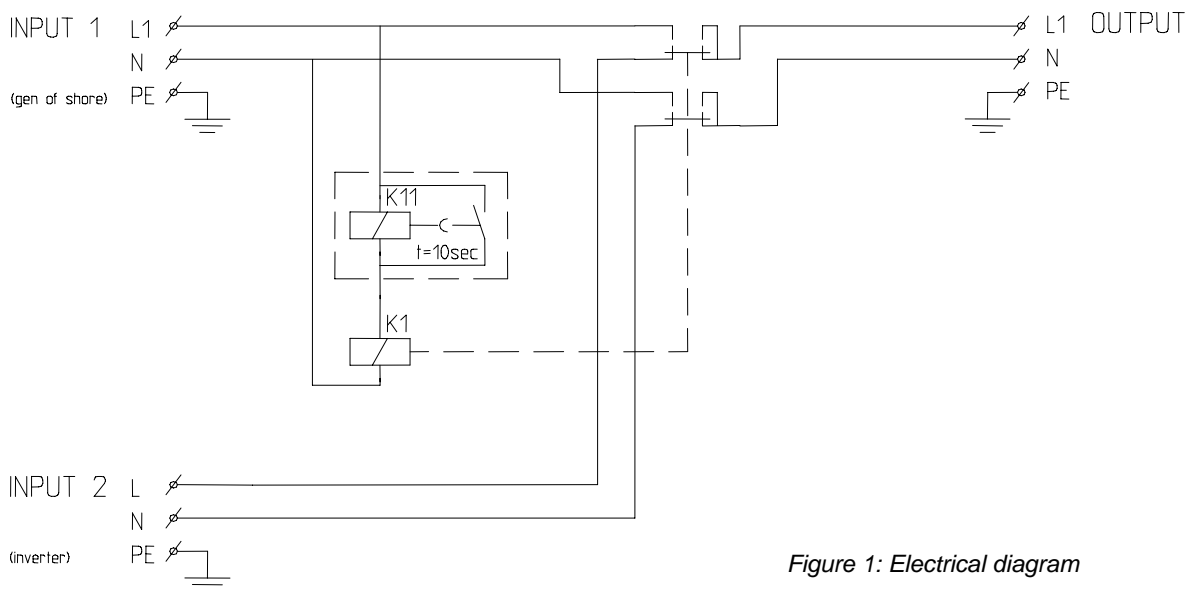 INPUT 1 L1
N
(gen of shore) PE
L1 OUTPUT
N
PE
K11
t=10sec
K1
INPUT 2 L
N
(inverter) PE
Figure 1: Electrical diagram